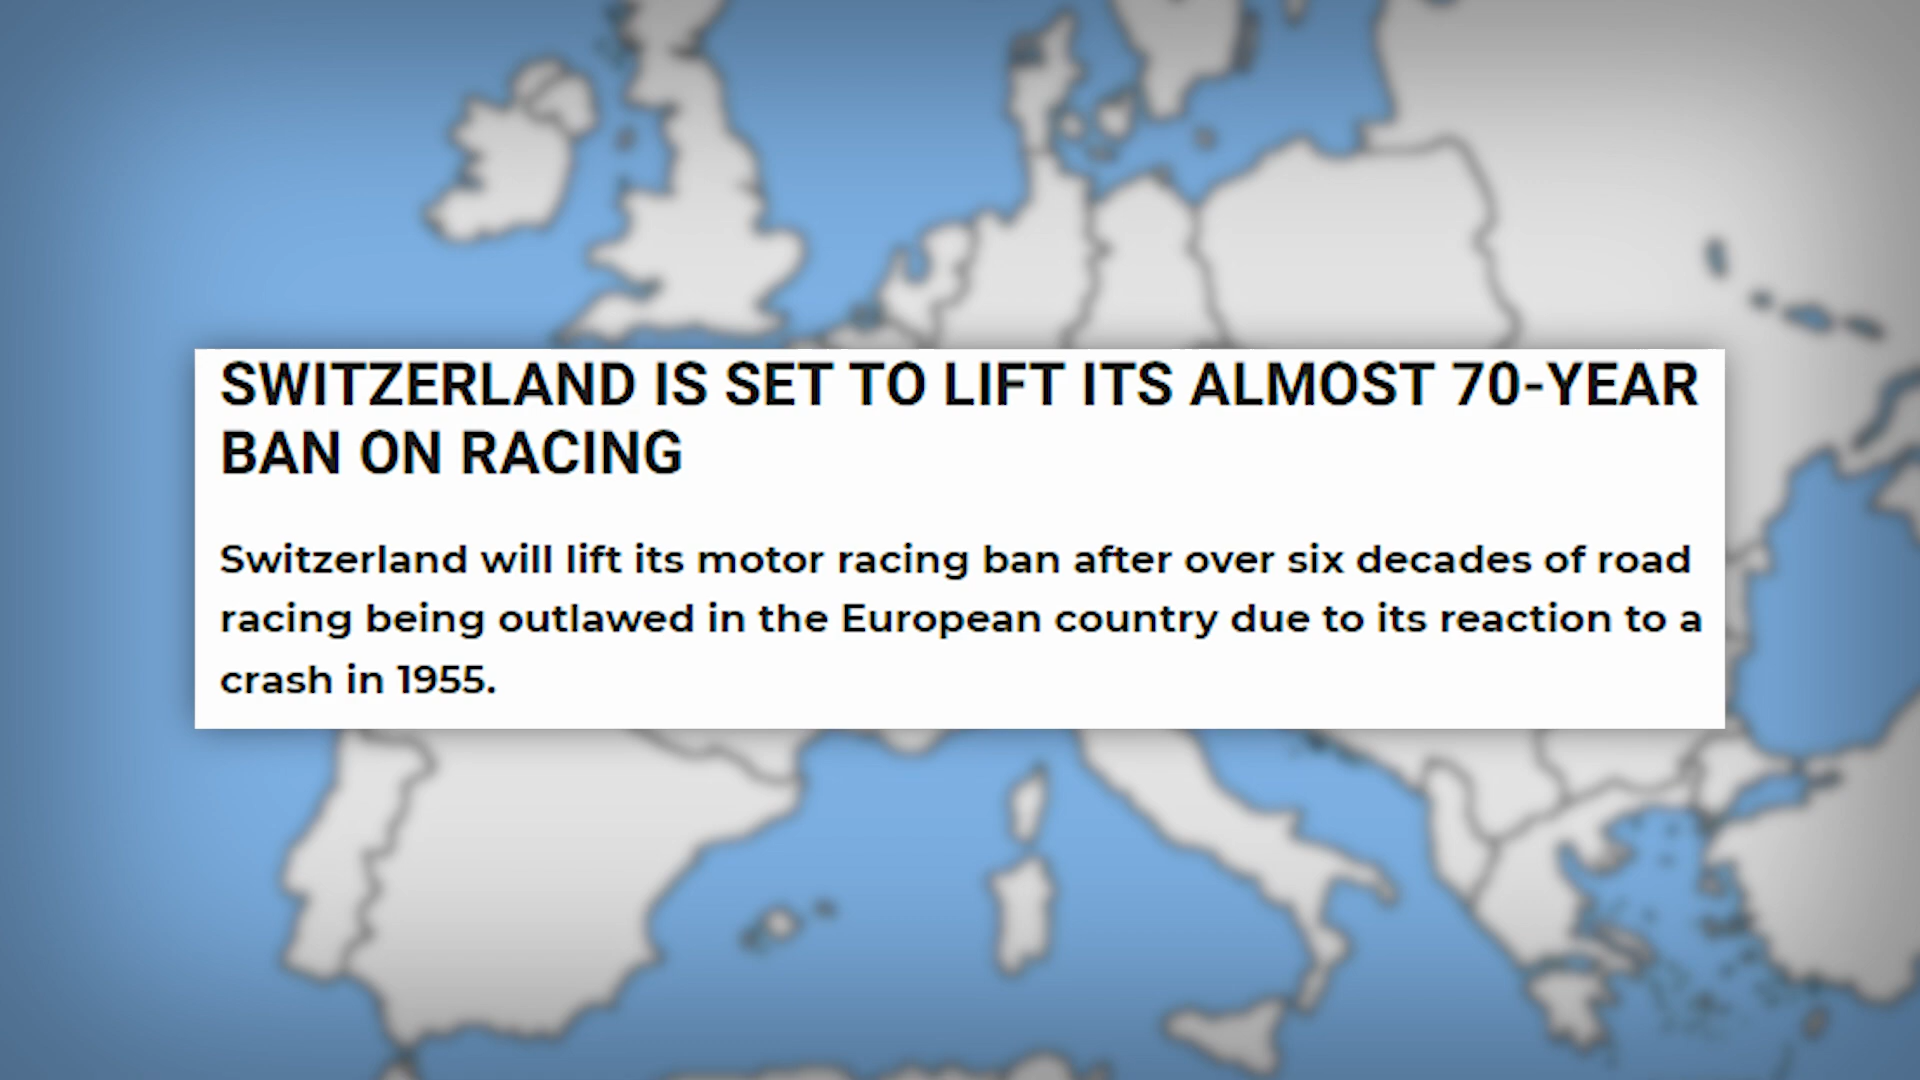 SWITZERLAND IS SET TO LIFT ITS ALMOST 70-YEAR
BAN ON RACING
Switzerland will lift its motor racing ban after over six decades of road
racing being outlawed in the European country due to its reaction to a
crash in 1955.